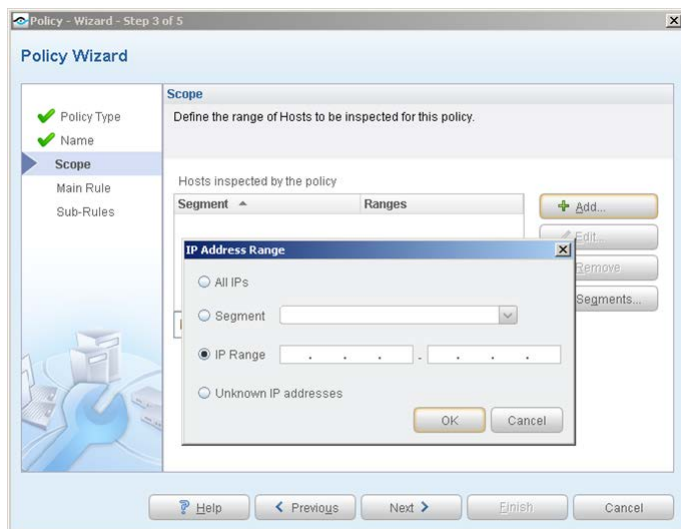 Policy - Wizard - Step 3 of 5
Policy Wizard
Policy Type
Name
Scope
Main Rule
Sub-Rules
Scope
Define the range of Hosts to be inspected for this policy.
Hosts inspected by the policy
Segment Ranges
Add...
Edit...
Remove
Segments...
IP Address Range
All IPs
Segment
IP Range . . . - . . .
Unknown IP addresses
OK Cancel
? Help Previous Next Finish Cancel